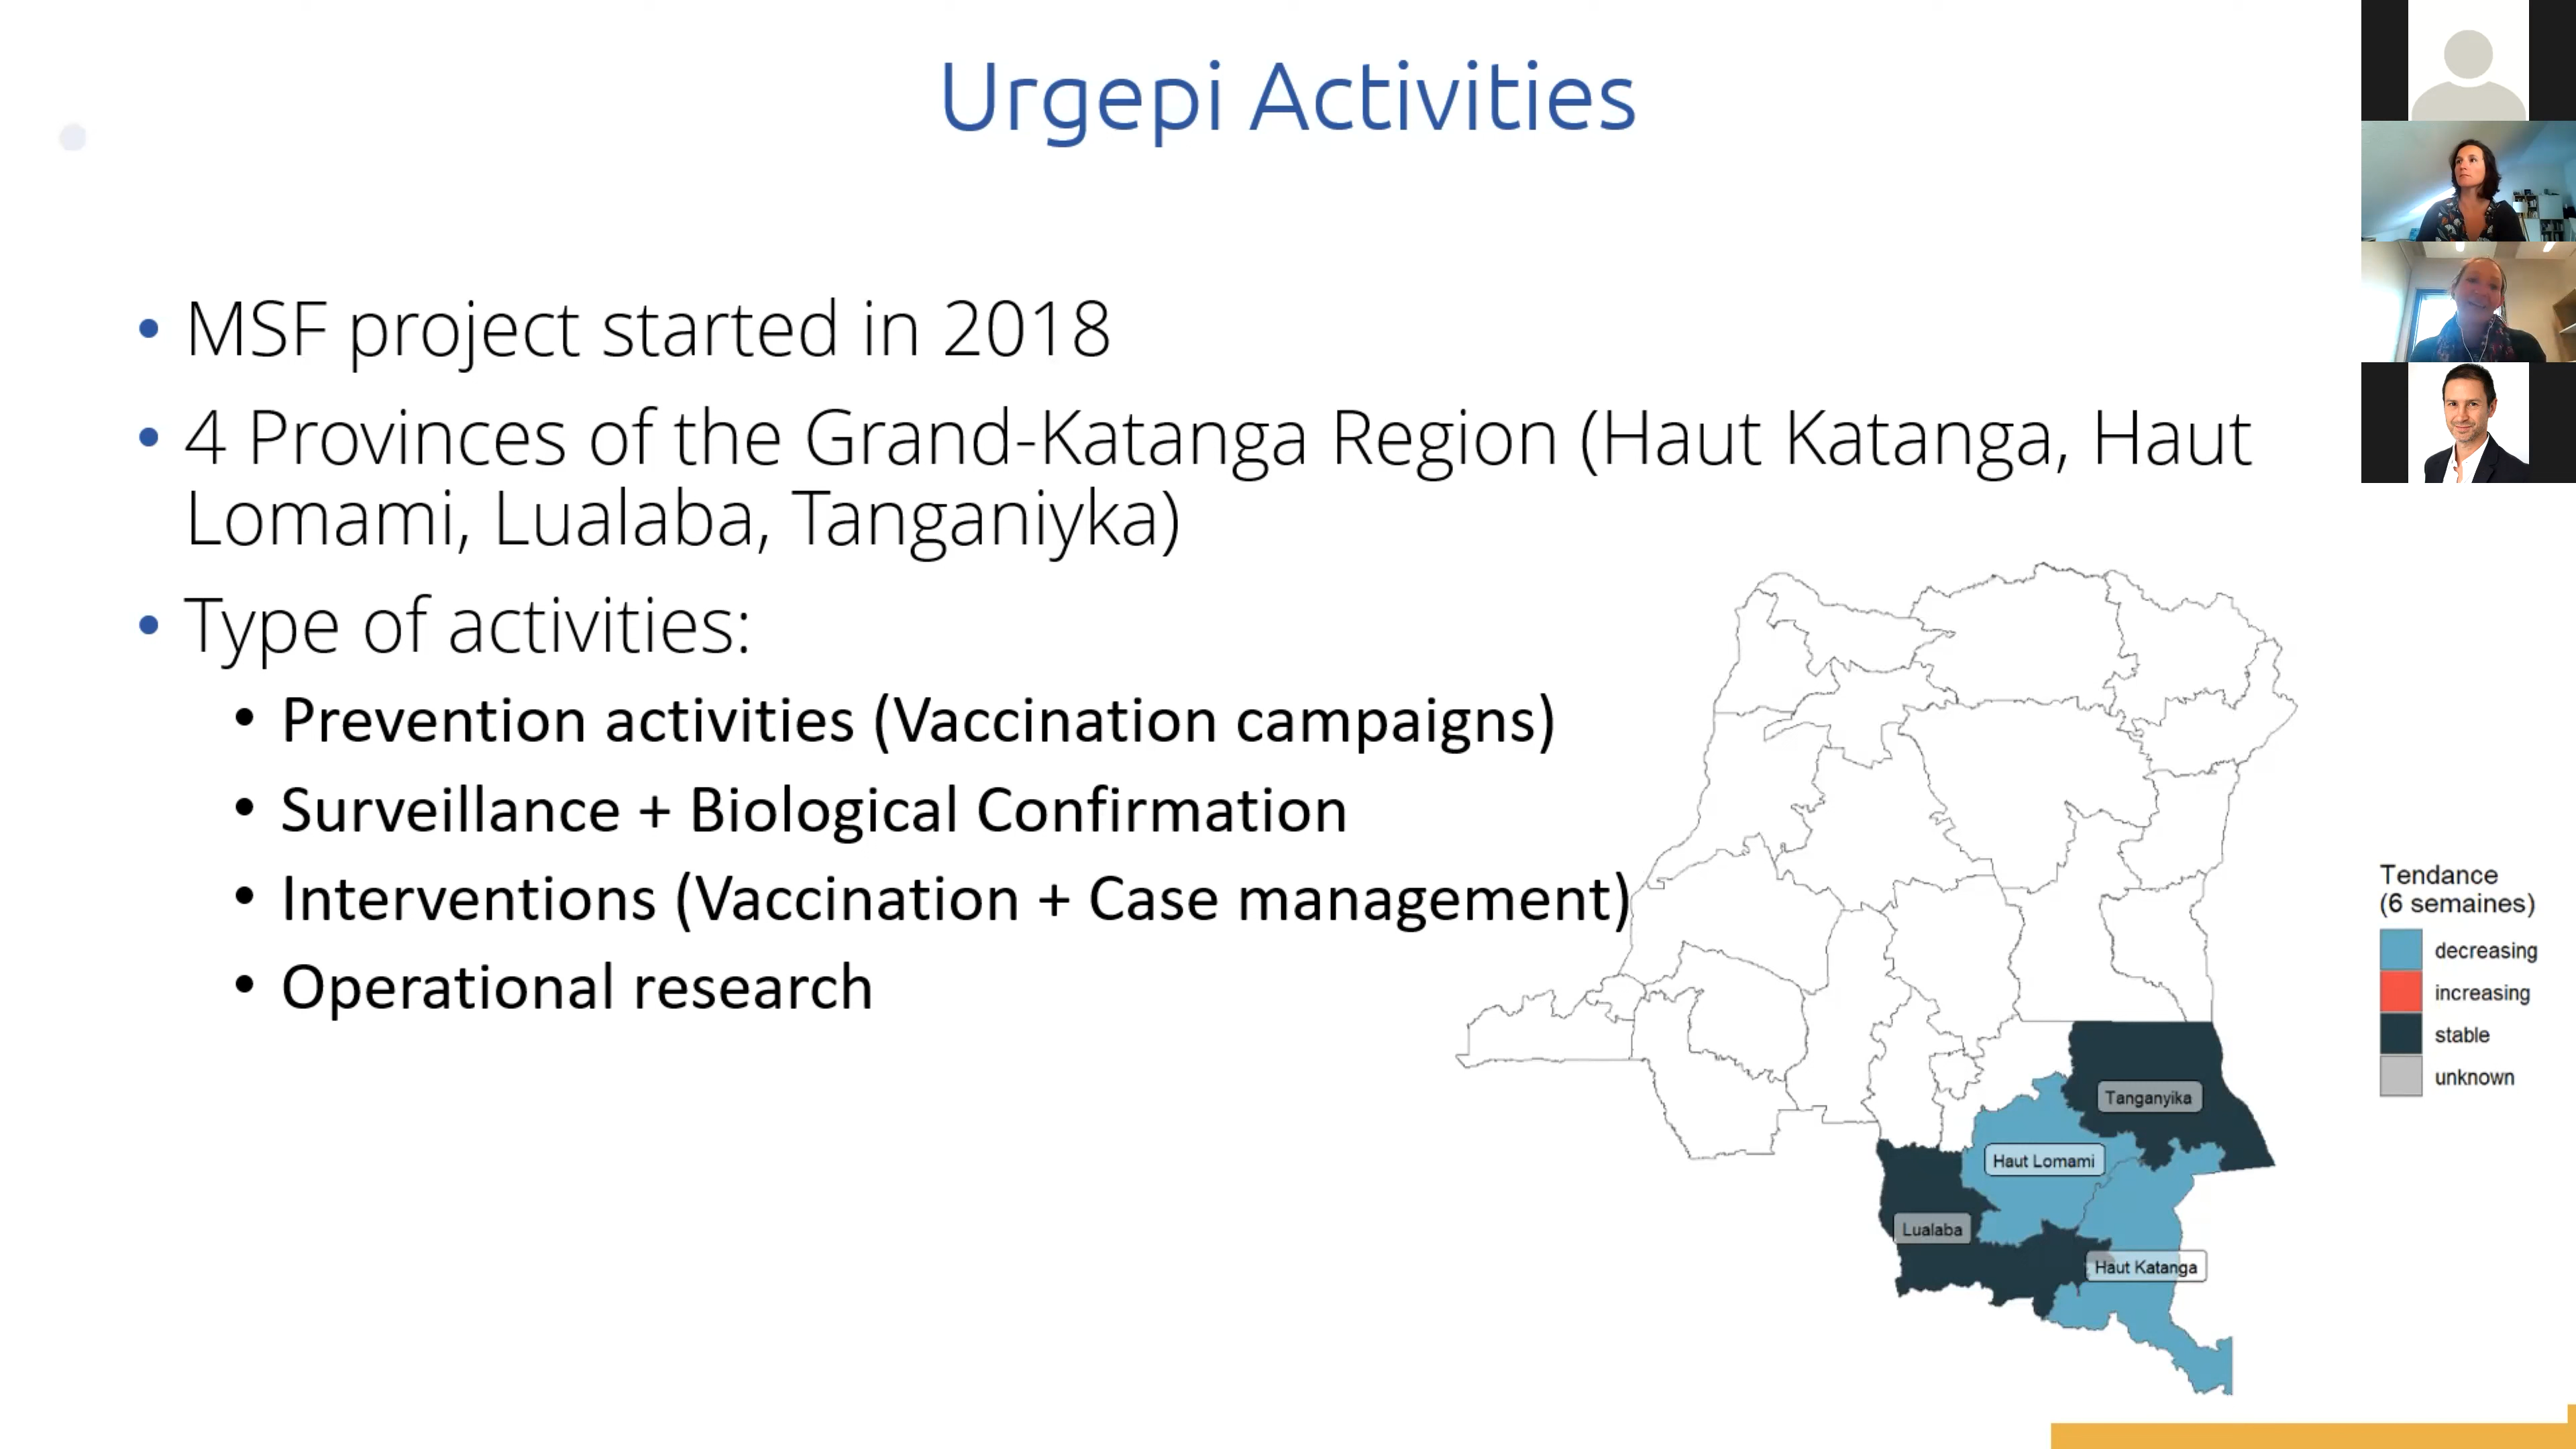 Urgepi Activities
• MSF project started in 2018
• 4 Provinces of the Grand-Katanga Region (Haut Katanga, Haut
Lomami, Lualaba, Tanganiyka)
• Type of activities:
• Prevention activities (Vaccination campaigns)
• Surveillance + Biological Confirmation
• Interventions (Vaccination + Case management)
• Operational research
Tendance
(6 semaines)
decreasing
increasing
stable
unknown
Tanganyika
Haut Lomami
Lualaba
Haut Katanga